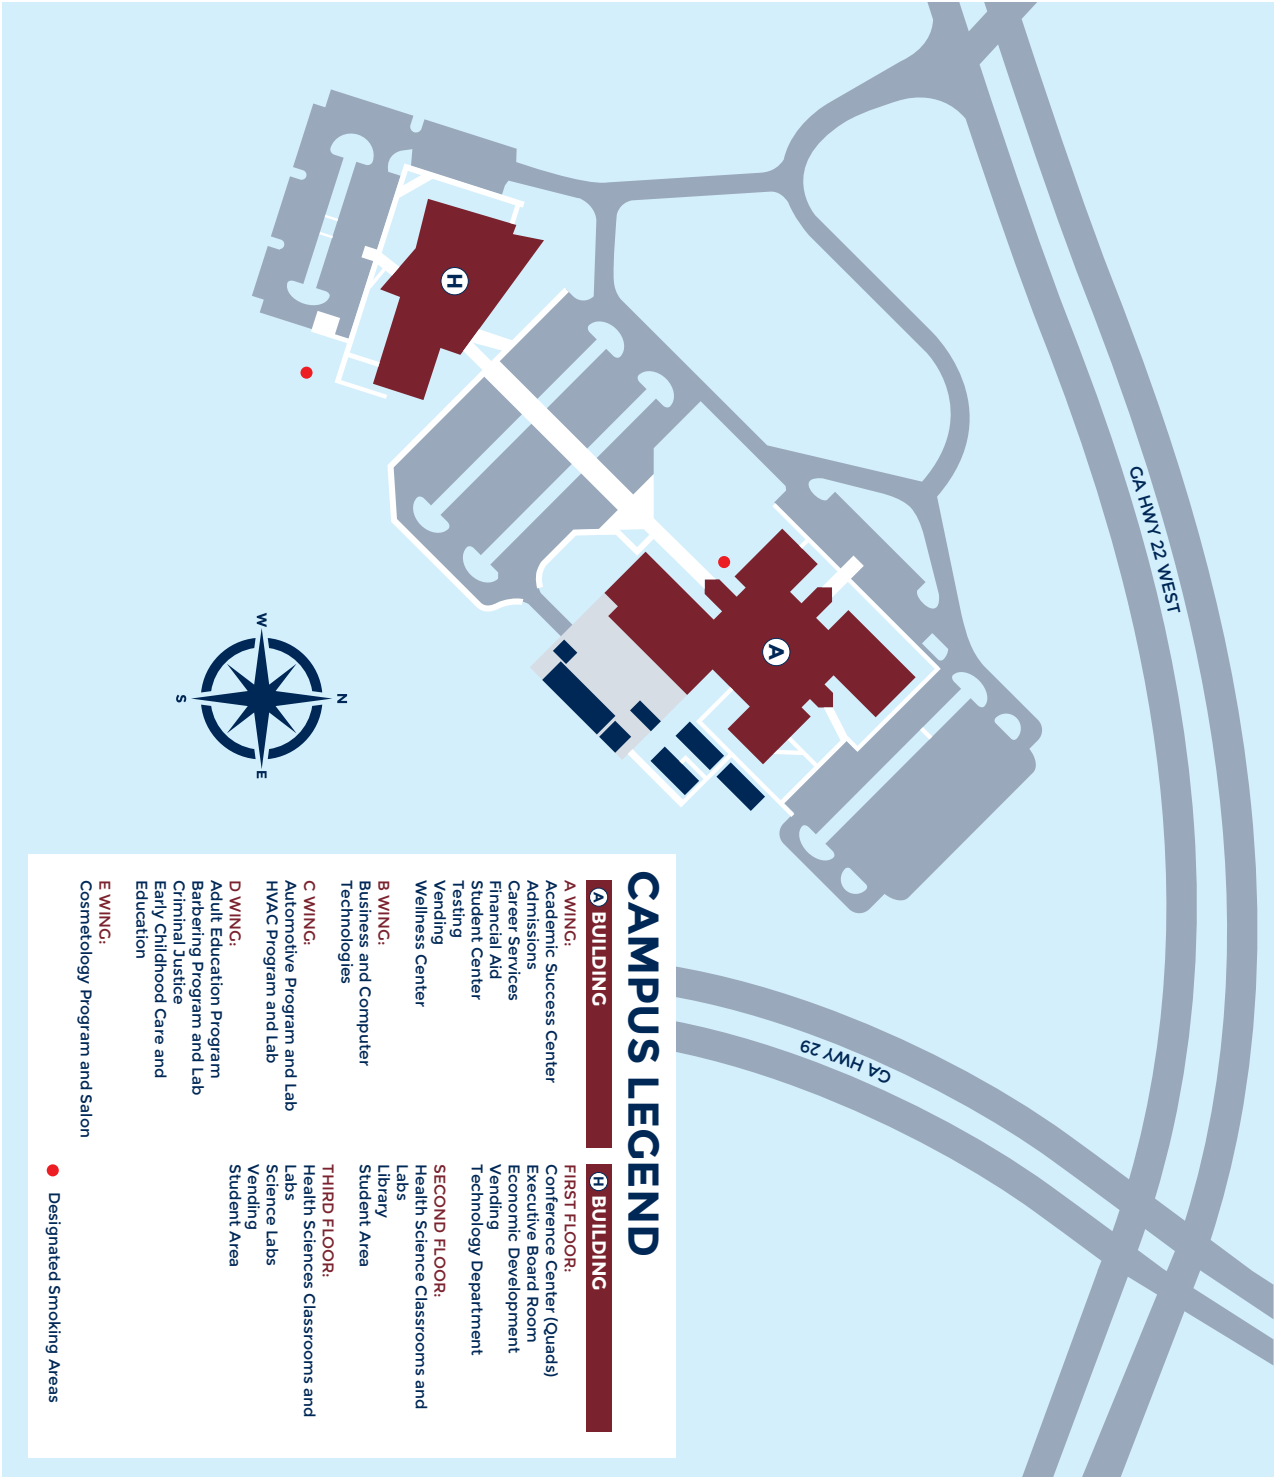 GA HWY 22 WEST
GA HWY 29
H
A
N
W
E
S
CAMPUS LEGEND
A BUILDING
A WING:
Academic Success Center
Admissions
Career Services
Financial Aid
Student Center
Testing
Vending
Wellness Center
B WING:
Business and Computer
Technologies
C WING:
Automotive Program and Lab
HVAC Program and Lab
D WING:
Adult Education Program
Barbering Program and Lab
Criminal Justice
Early Childhood Care and
Education
E WING:
Cosmetology Program and Salon
H BUILDING
FIRST FLOOR:
Conference Center (Quads)
Executive Board Room
Economic Development
Vending
Technology Department
SECOND FLOOR:
Health Science Classrooms and
Labs
Library
Student Area
THIRD FLOOR:
Health Sciences Classrooms and
Labs
Science Labs
Vending
Student Area
Designated Smoking Areas